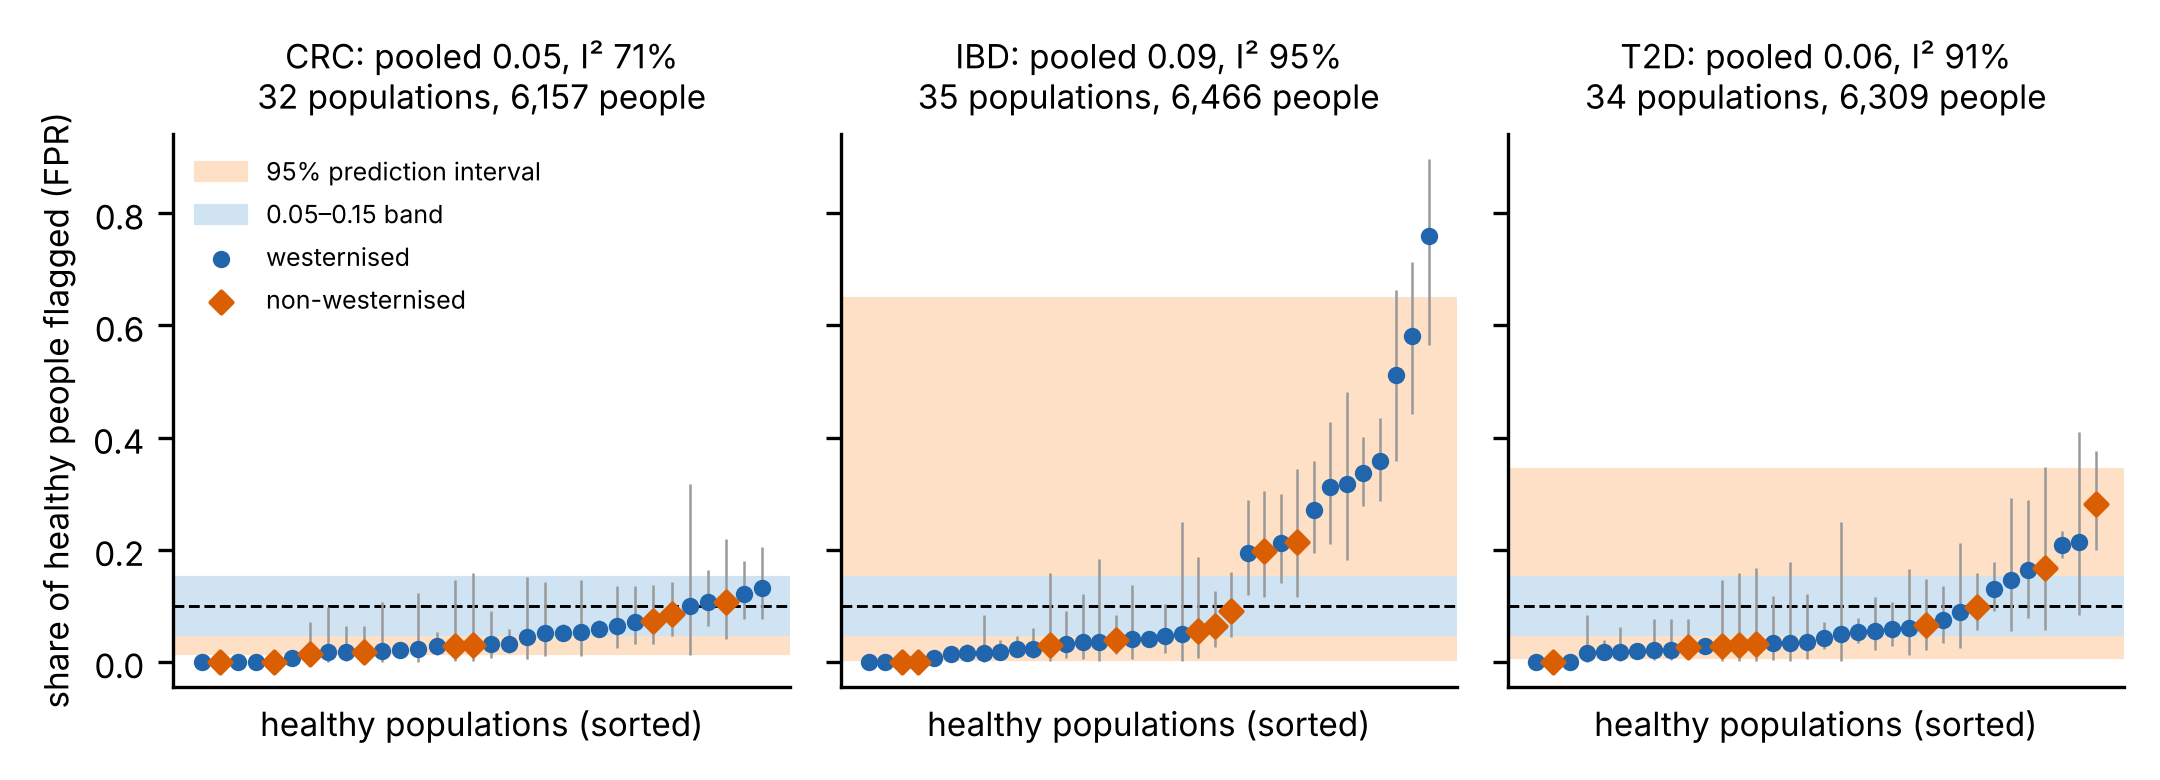 CRC: pooled 0.05, I² 71%
32 populations, 6,157 people
IBD: pooled 0.09, I² 95%
35 populations, 6,466 people
T2D: pooled 0.06, I² 91%
34 populations, 6,309 people
share of healthy people flagged (FPR)
0.8
0.6
0.4
0.2
0.0
95% prediction interval
0.05–0.15 band
westernised
non-westernised
healthy populations (sorted)
healthy populations (sorted)
healthy populations (sorted)